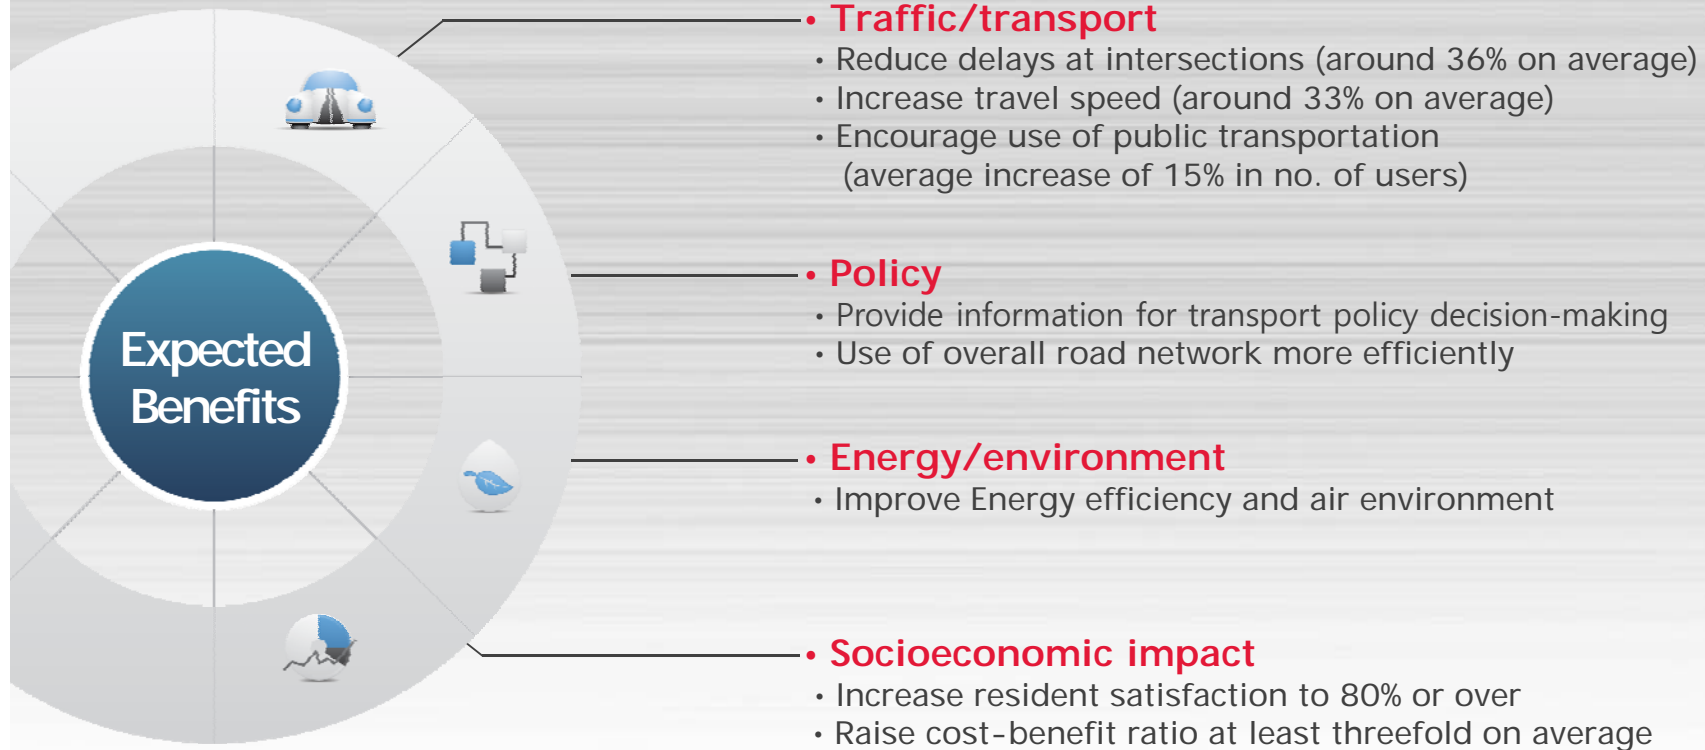 Expected
Benefits
• Traffic/transport
• Reduce delays at intersections (around 36% on average)
• Increase travel speed (around 33% on average)
• Encourage use of public transportation
(average increase of 15% in no. of users)
• Policy
• Provide information for transport policy decision-making
• Use of overall road network more efficiently
• Energy/environment
• Improve Energy efficiency and air environment
• Socioeconomic impact
• Increase resident satisfaction to 80% or over
• Raise cost-benefit ratio at least threefold on average